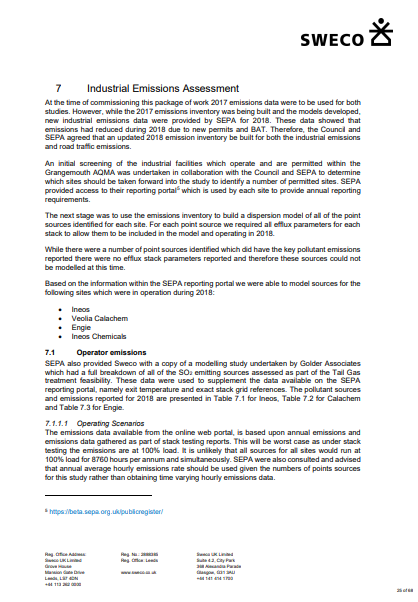 SWECO
7 Industrial Emissions Assessment
At the time of commissioning this package of work 2017 emissions data were to be used for both
studies. However, while the 2017 emissions inventory was being built and the models developed,
new industrial emissions data were provided by SEPA for 2018. These data showed that
emissions had reduced during 2018 due to new permits and BAT. Therefore, the Council and
SEPA agreed that an updated 2018 emission inventory be built for both the industrial emissions
and road traffic emissions.
An initial screening of the industrial facilities which operate and are permitted within the
Grangemouth AQMA was undertaken in collaboration with the Council and SEPA to determine
which sites should be taken forward into the study to identify a number of permitted sites. SEPA
provided access to their reporting portal⁶ which is used by each site to provide annual reporting
requirements.
The next stage was to use the emissions inventory to build a dispersion model of all of the point
sources identified for each site. For each point source we required all efflux parameters for each
stack to allow them to be included in the model and operating in 2018.
While there were a number of point sources identified which did have the key pollutant emissions
reported there were no efflux stack parameters reported and therefore these sources could not
be modelled at this time.
Based on the information within the SEPA reporting portal we were able to model sources for the
following sites which were in operation during 2018:
• Ineos
• Veolia Calachem
• Engie
• Ineos Chemicals
7.1 Operator emissions
SEPA also provided Sweco with a copy of a modelling study undertaken by Golder Associates
which had a full breakdown of all of the SO₂ emitting sources assessed as part of the Tail Gas
treatment feasibility. These data were used to supplement the data available on the SEPA
reporting portal, namely exit temperature and exact stack grid references. The pollutant sources
and emissions reported for 2018 are presented in Table 7.1 for Ineos, Table 7.2 for Calachem
and Table 7.3 for Engie.
7.1.1.1 Operating Scenarios
The emissions data available from the online web portal, is based upon annual emissions and
emissions data gathered as part of stack testing reports. This will be worst case as under stack
testing the emissions are at 100% load. It is unlikely that all sources for all sites would run at
100% load for 8760 hours per annum and simultaneously. SEPA were also consulted and advised
that annual average hourly emissions rate should be used given the numbers of points sources
for this study rather than obtaining time varying hourly emissions data.
⁶ https://beta.sepa.org.uk/publicregister/
Reg. Office Address:
Sweco UK Limited
Grove House
Mansion Gate Drive
Leeds, LS7 4DN
+44 113 262 0000
Reg. No.: 2888385
Reg. Office: Leeds
www.sweco.co.uk
Sweco UK Limited
Suite 4.2, City Park
368 Alexandra Parade
Glasgow, G31 3AU
+44 141 414 1700
25 of 68